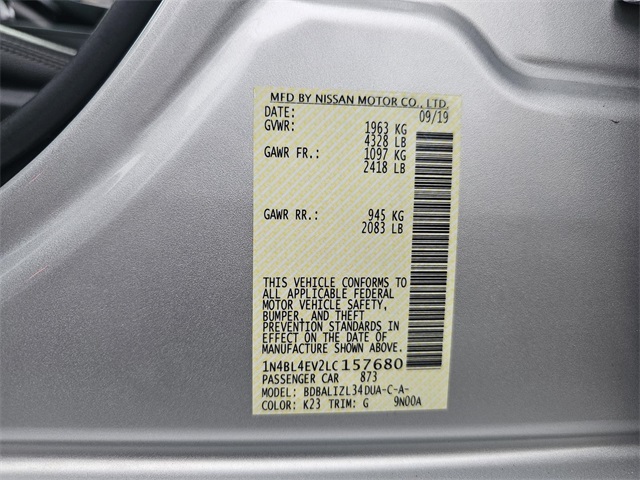 MFD BY NISSAN MOTOR CO., LTD.
DATE: 09/19
GVWR: 1963 KG
4328 LB
GAWR FR.: 1097 KG
2418 LB
GAWR RR.: 945 KG
2083 LB
THIS VEHICLE CONFORMS TO
ALL APPLICABLE FEDERAL
MOTOR VEHICLE SAFETY,
BUMPER, AND THEFT
PREVENTION STANDARDS IN
EFFECT ON THE DATE OF
MANUFACTURE SHOWN ABOVE.
1N4BL4EV2LC157680
PASSENGER CAR 873
MODEL: BDBALIZL34DUA-C-A-
COLOR: K23 TRIM: G 9N00A